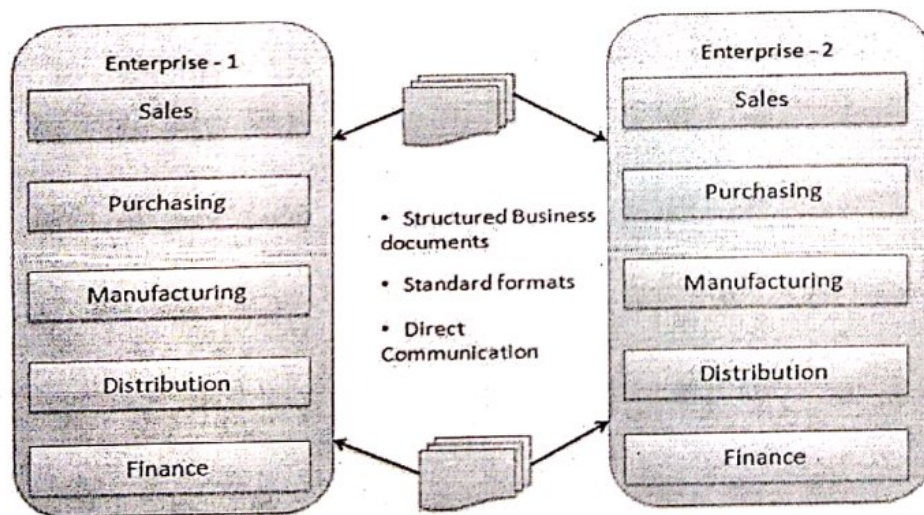 Enterprise - 1
Sales
Purchasing
Manufacturing
Distribution
Finance
• Structured Business
documents
• Standard formats
• Direct
Communication
Enterprise - 2
Sales
Purchasing
Manufacturing
Distribution
Finance